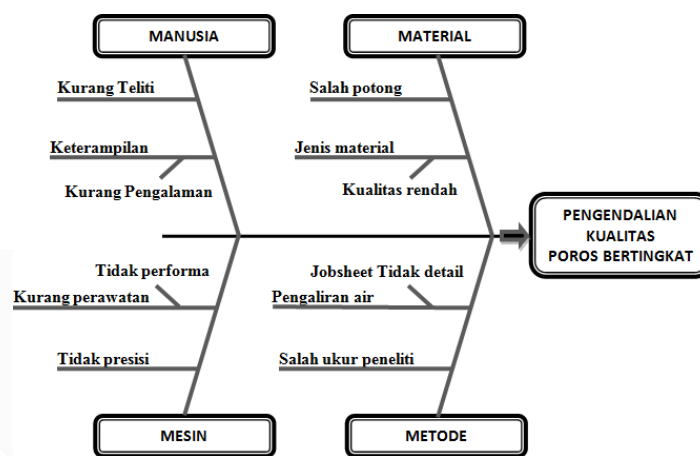 MANUSIA
MATERIAL
Kurang Teliti
Salah potong
Keterampilan
Jenis material
Kurang Pengalaman
Kualitas rendah
PENGENDALIAN
KUALITAS
POROS BERTINGKAT
Tidak performa
Jobsheet Tidak detail
Kurang perawatan
Pengaliran air
Tidak presisi
Salah ukur peneliti
MESIN
METODE